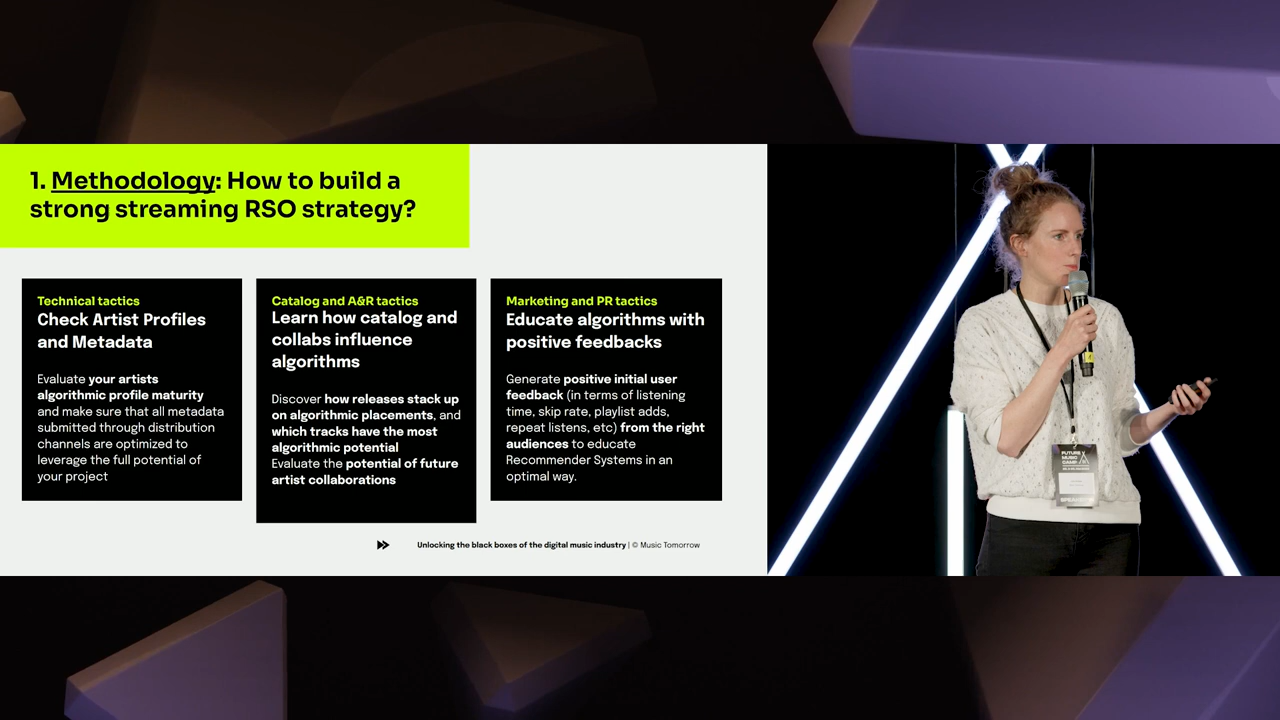 1. Methodology: How to build a
strong streaming RSO strategy?
Technical tactics
Check Artist Profiles
and Metadata
Evaluate your artists
algorithmic profile maturity
and make sure that all metadata
submitted through distribution
channels are optimized to
leverage the full potential of
your project
Catalog and A&R tactics
Learn how catalog and
collabs influence
algorithms
Discover how releases stack up
on algorithmic placements, and
which tracks have the most
algorithmic potential
Evaluate the potential of future
artist collaborations
Marketing and PR tactics
Educate algorithms with
positive feedbacks
Generate positive initial user
feedback (in terms of listening
time, skip rate, playlist adds,
repeat listens, etc) from the right
audiences to educate
Recommender Systems in an
optimal way.
Unlocking the black boxes of the digital music industry | © Music Tomorrow
FUTURE
MUSIC
CAMP
SPEAKER